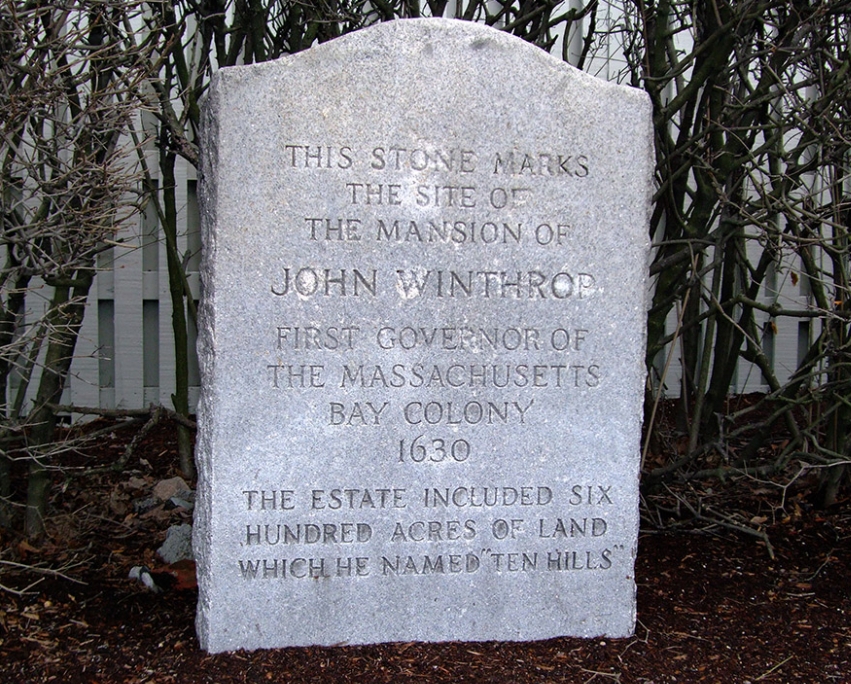 THIS STONE MARKS
THE SITE OF
THE MANSION OF
JOHN WINTHROP
FIRST GOVERNOR OF
THE MASSACHUSETTS
BAY COLONY
1630
THE ESTATE INCLUDED SIX
HUNDRED ACRES OF LAND
WHICH HE NAMED "TEN HILLS"